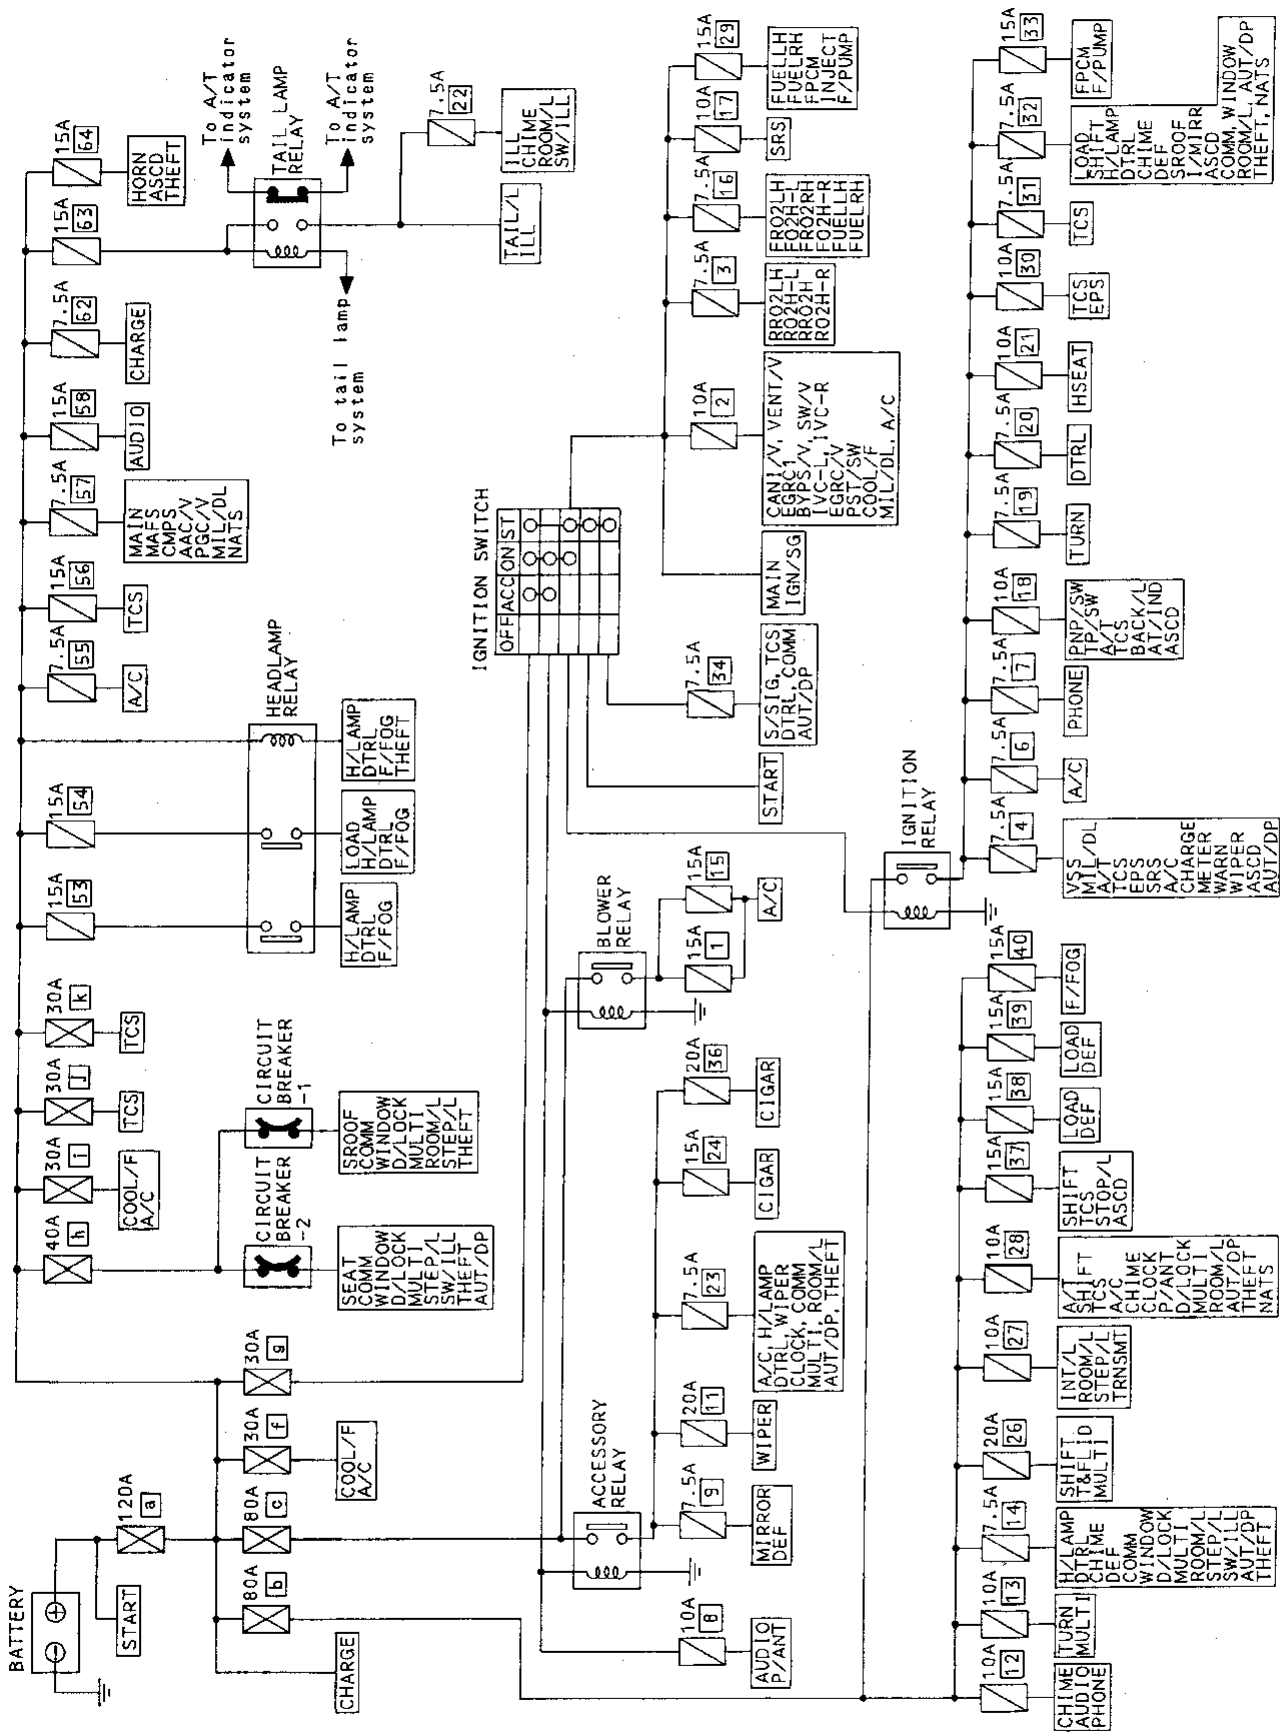 BATTERY
START
120A
a
CHARGE
80A
b
80A
c
30A
f
COOL/F
A/C
30A
g
40A
h
30A
i
COOL/F
A/C
30A
j
TCS
30A
k
TCS
CIRCUIT
BREAKER
-2
SEAT
COMM
WINDOW
D/LOCK
MULTI
STEP/L
SW/ILL
THEFT
AUT/DP
CIRCUIT
BREAKER
-1
SROOF
COMM
WINDOW
D/LOCK
MULTI
ROOM/L
STEP/L
THEFT
15A
53
15A
54
HEADLAMP
RELAY
H/LAMP
DTRL
F/FOG
LOAD
H/LAMP
DTRL
F/FOG
H/LAMP
DTRL
F/FOG
THEFT
7.5A
55
A/C
15A
56
TCS
7.5A
57
MAIN
MAFS
CMPS
AAC/V
PGC/V
MIL/DL
NATS
15A
58
AUDIO
7.5A
62
CHARGE
15A
63
15A
64
HORN
ASCD
THEFT
To A/T
indicator
system
TAIL LAMP
RELAY
To A/T
indicator
system
To tail lamp
system
7.5A
22
TAIL/L
ILL
ILL
CHIME
ROOM/L
SW/ILL
IGNITION SWITCH
OFF ACC ON ST
10A
8
AUDIO
P/ANT
ACCESSORY
RELAY
7.5A
9
MIRROR
DEF
20A
11
WIPER
7.5A
23
A/C, H/LAMP
DTRL, WIPER
CLOCK, COMM
MULTI, ROOM/L
AUT/DP, THEFT
15A
24
CIGAR
20A
36
CIGAR
BLOWER
RELAY
15A
1
15A
15
A/C
START
7.5A
34
S/SIG, TCS
DTRL, COMM
AUT/DP
MAIN
IGN/SG
10A
2
CANI/V, VENT/V
EGRC1
BYPS/V, SW/V
IVC-L, IVC-R
EGRC/V
PST/SW
COOL/F
MIL/DL, A/C
7.5A
3
RRO2LH
RO2H-L
RRO2H
RO2H-R
7.5A
16
FRO2LH
FO2H-L
FRO2RH
FO2H-R
FUELLH
FUELRH
10A
17
SRS
15A
29
FUELLH
FUELRH
FPCM
INJECT
F/PUMP
10A
12
CHIME
AUDIO
PHONE
10A
13
TURN
MULTI
7.5A
14
H/LAMP
DTRL
CHIME
DEF
COMM
WINDOW
D/LOCK
MULTI
ROOM/L
STEP/L
SW/ILL
AUT/DP
THEFT
20A
26
SHIFT
T&FLID
MULTI
10A
27
INT/L
ROOM/L
STEP/L
TRNSMT
10A
28
A/T
SHIFT
TCS
A/C
CHIME
CLOCK
P/ANT
D/LOCK
MULTI
ROOM/L
AUT/DP
THEFT
NATS
15A
37
SHIFT
TCS
STOP/L
ASCD
15A
38
LOAD
DEF
15A
39
LOAD
DEF
15A
40
F/FOG
IGNITION
RELAY
7.5A
4
VSS
MIL/DL
A/T
TCS
EPS
SRS
A/C
CHARGE
METER
WARN
WIPER
ASCD
AUT/DP
7.5A
6
A/C
7.5A
7
PHONE
10A
18
PNP/SW
TP/SW
A/T
TCS
BACK/L
AT/IND
ASCD
7.5A
19
TURN
7.5A
20
DTRL
10A
21
HSEAT
10A
30
TCS
EPS
7.5A
31
TCS
7.5A
32
LOAD
SHIFT
H/LAMP
DTRL
CHIME
DEF
SROOF
I/MIRR
ASCD
COMM, WINDOW
ROOM/L, AUT/DP
THEFT, NATS
15A
33
FPCM
F/PUMP